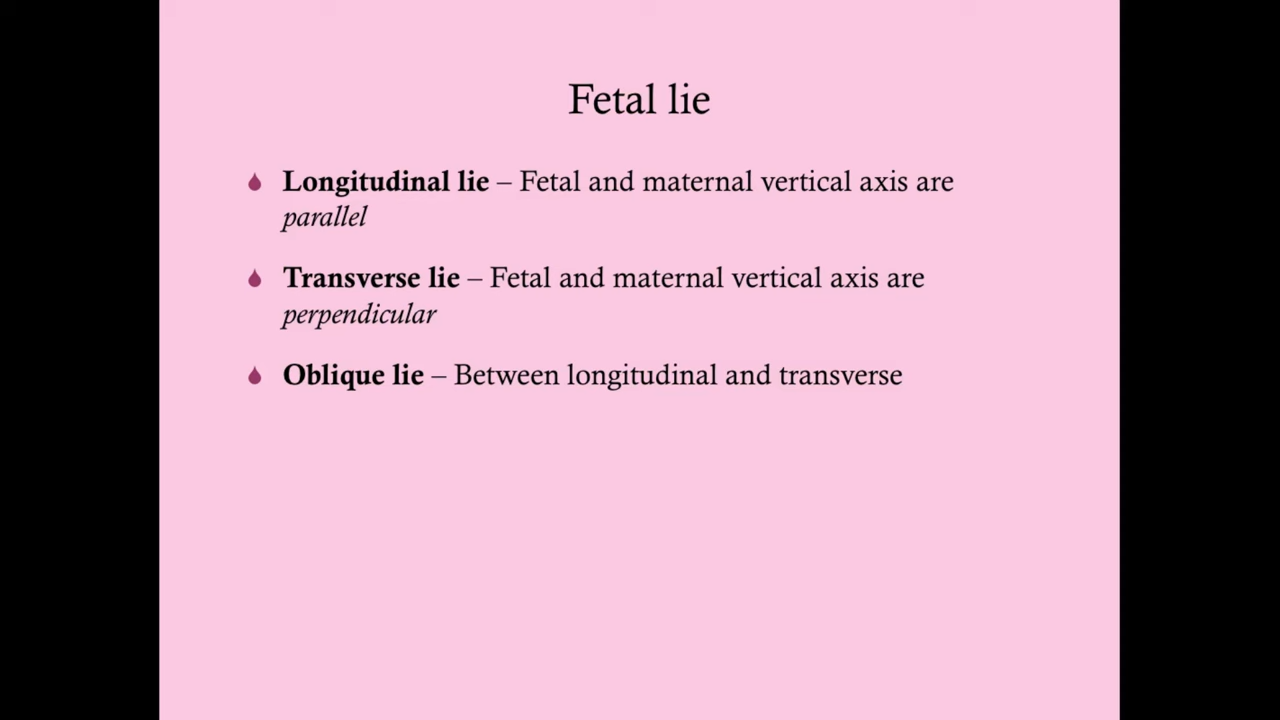 Fetal lie
Longitudinal lie – Fetal and maternal vertical axis are
parallel
Transverse lie – Fetal and maternal vertical axis are
perpendicular
Oblique lie – Between longitudinal and transverse